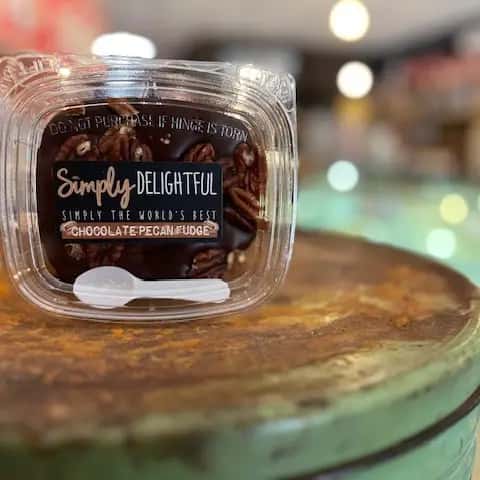 DO NOT PURCHASE IF HINGE IS TORN
Simply DELIGHTFUL
SIMPLY THE WORLD'S BEST
CHOCOLATE PECAN FUDGE